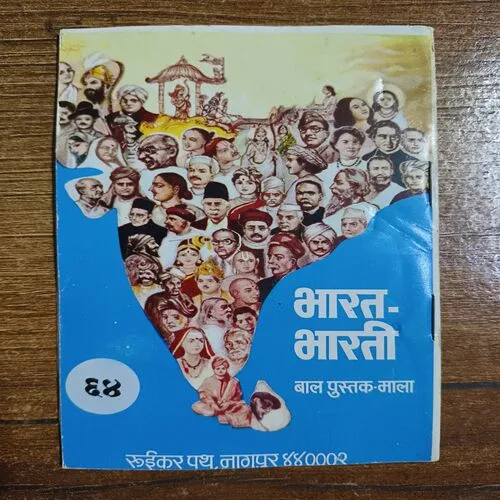 भारत-
भारती
बाल पुस्तक-माला
६४
रूईकर पथ, नागपुर ४४०००२